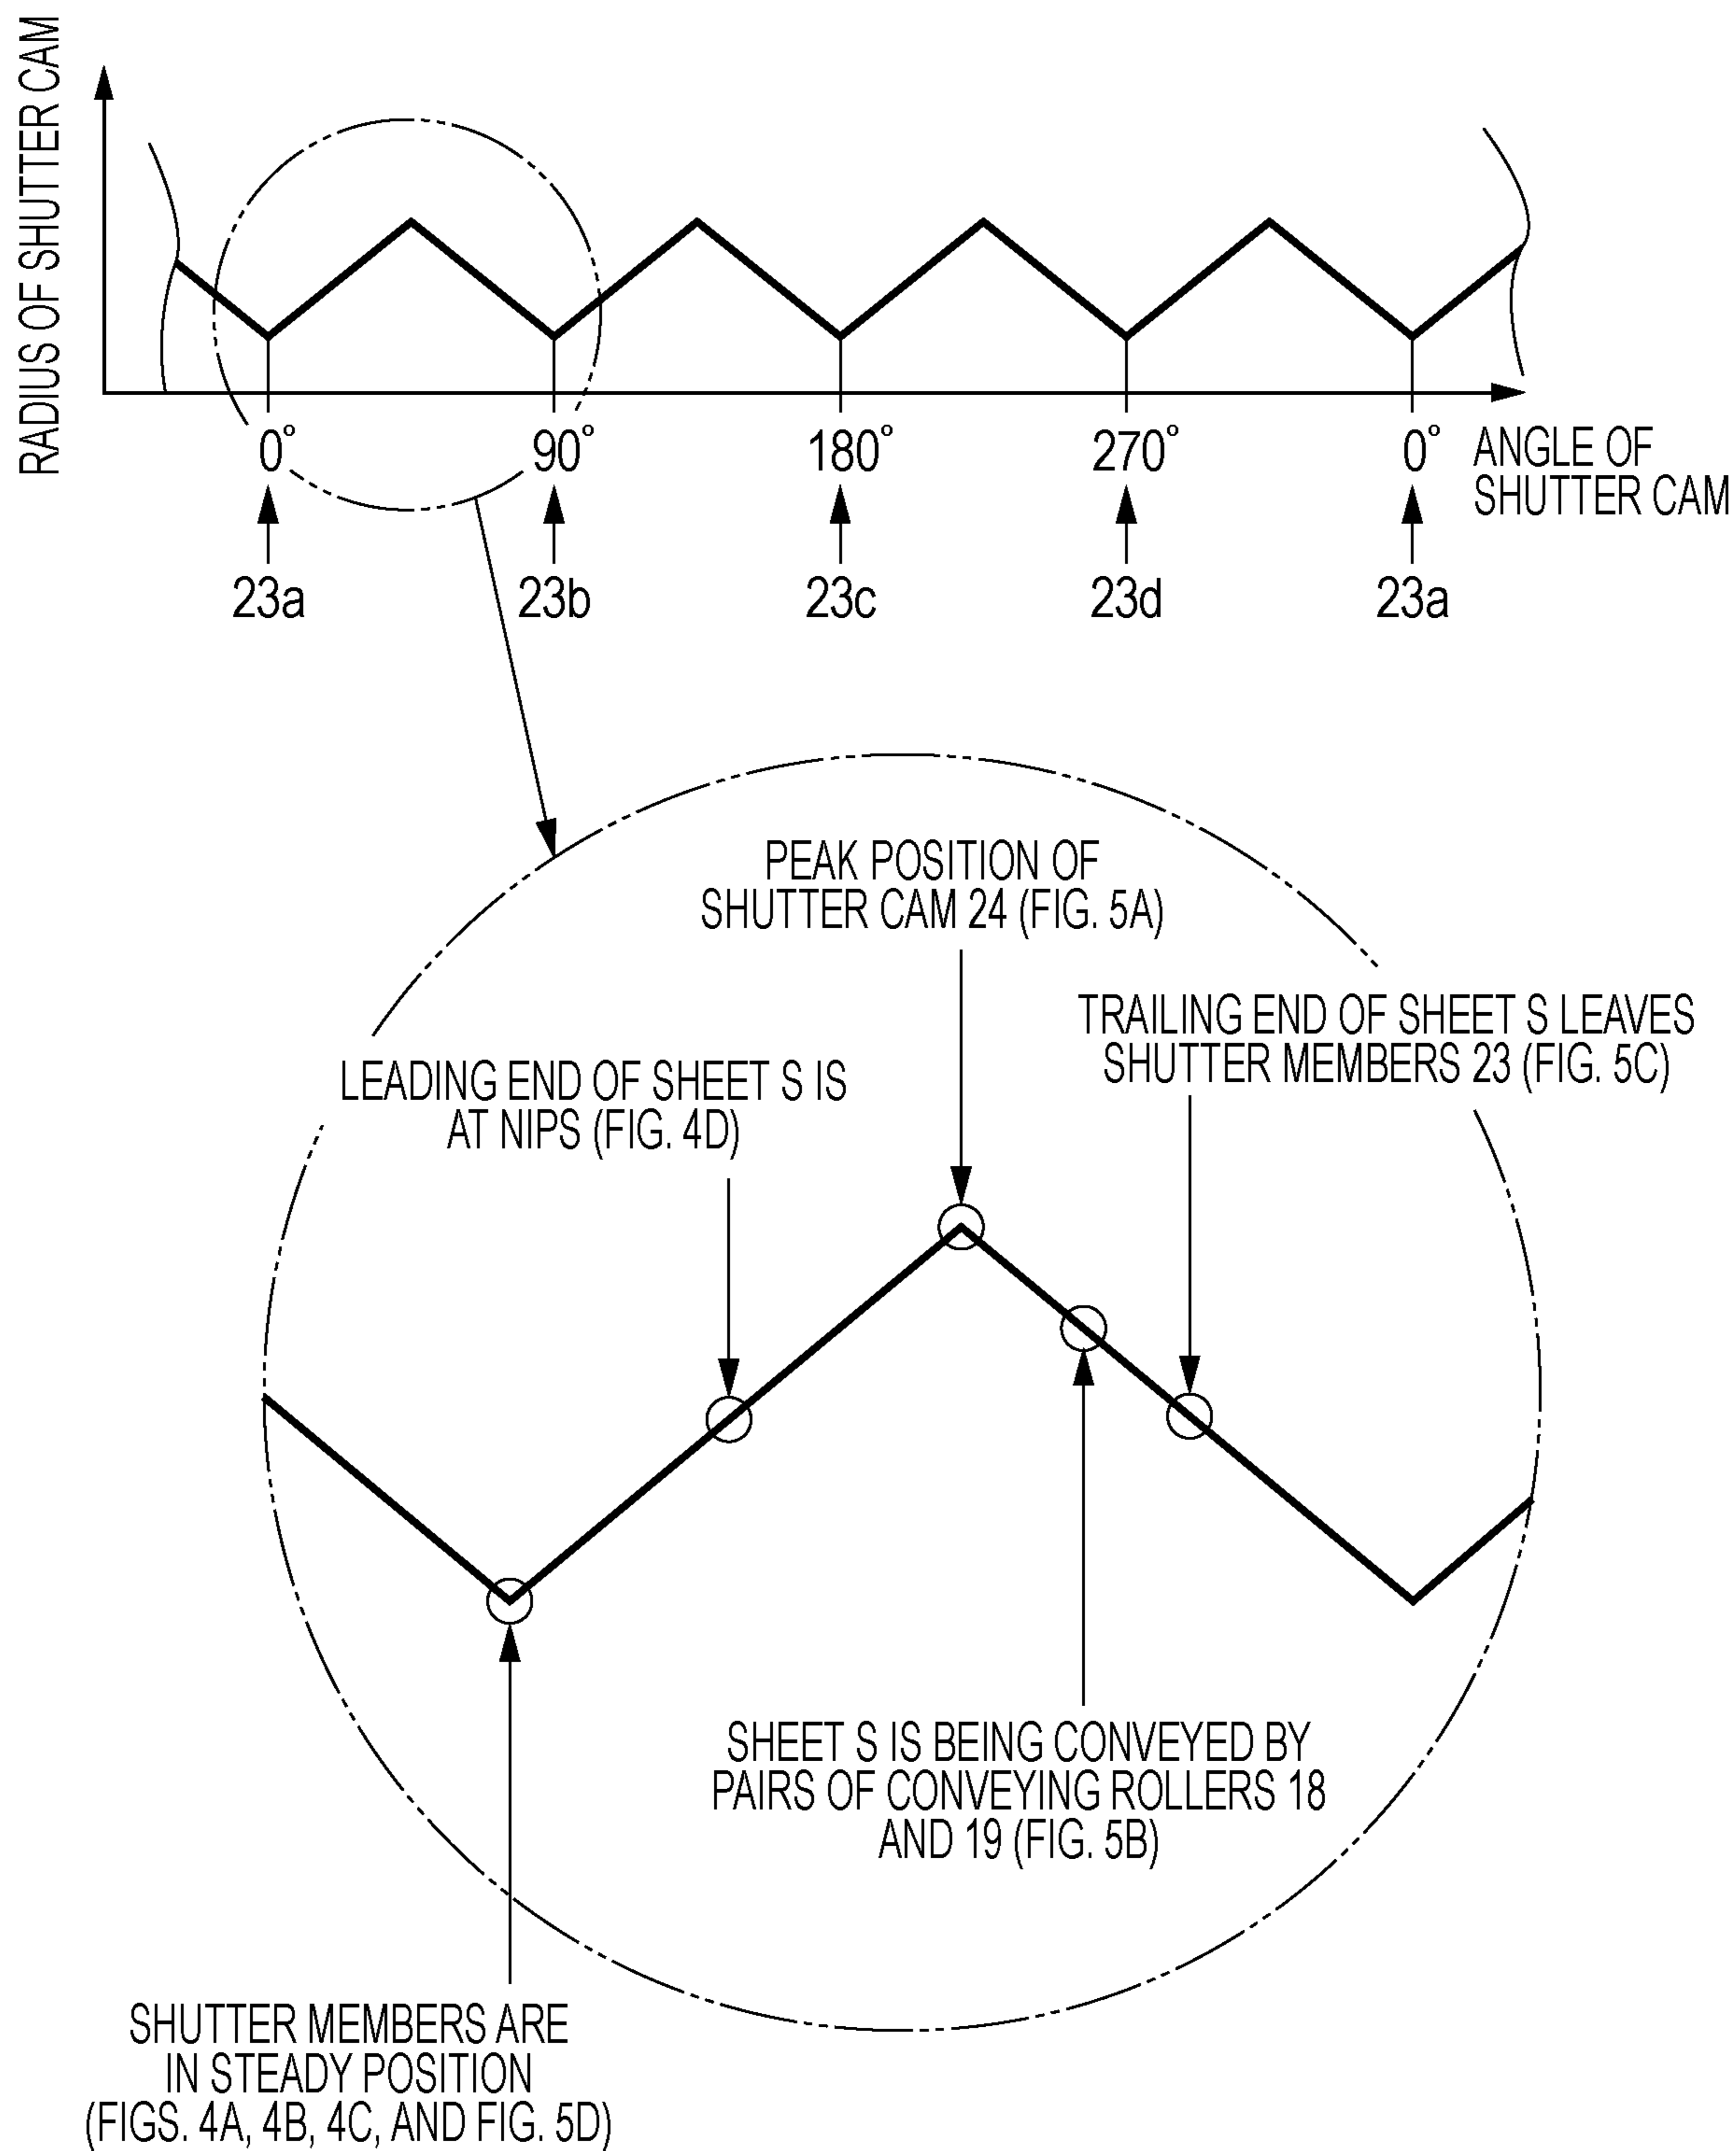 RADIUS OF SHUTTER CAM
0°
90°
180°
270°
0°
ANGLE OF
SHUTTER CAM
23a
23b
23c
23d
23a
PEAK POSITION OF
SHUTTER CAM 24 (FIG. 5A)
TRAILING END OF SHEET S LEAVES
SHUTTER MEMBERS 23 (FIG. 5C)
LEADING END OF SHEET S IS
AT NIPS (FIG. 4D)
SHEET S IS BEING CONVEYED BY
PAIRS OF CONVEYING ROLLERS 18
AND 19 (FIG. 5B)
SHUTTER MEMBERS ARE
IN STEADY POSITION
(FIGS. 4A, 4B, 4C, AND FIG. 5D)